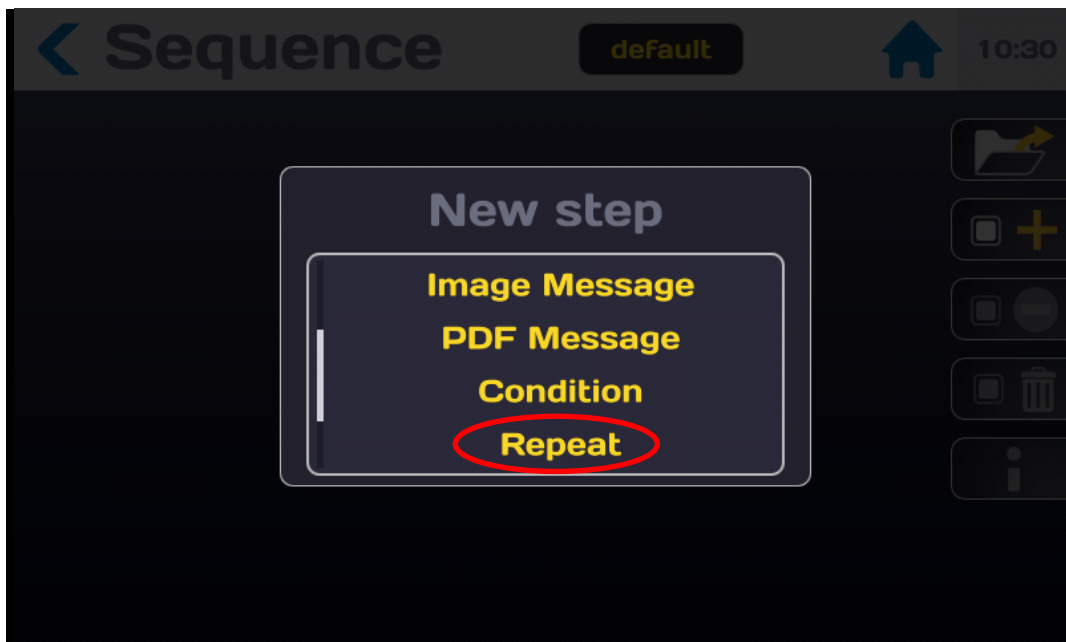 Sequence default 10:30
New step
Image Message
PDF Message
Condition
Repeat